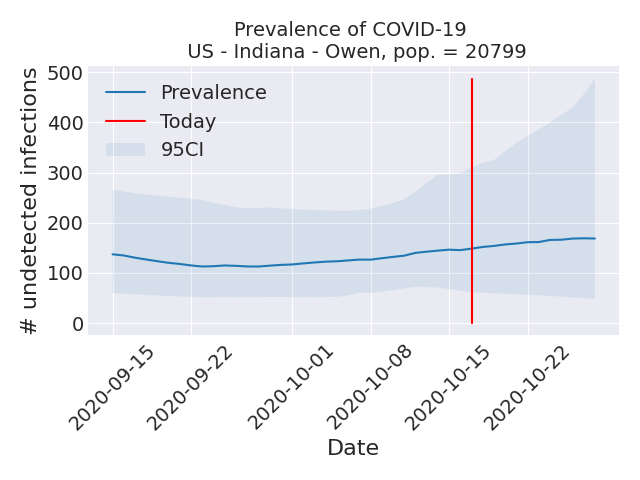 Prevalence of COVID-19
US - Indiana - Owen, pop. = 20799
# undetected infections
500
400
300
200
100
0
Prevalence
Today
95CI
2020-09-15
2020-09-22
2020-10-01
2020-10-08
2020-10-15
2020-10-22
Date